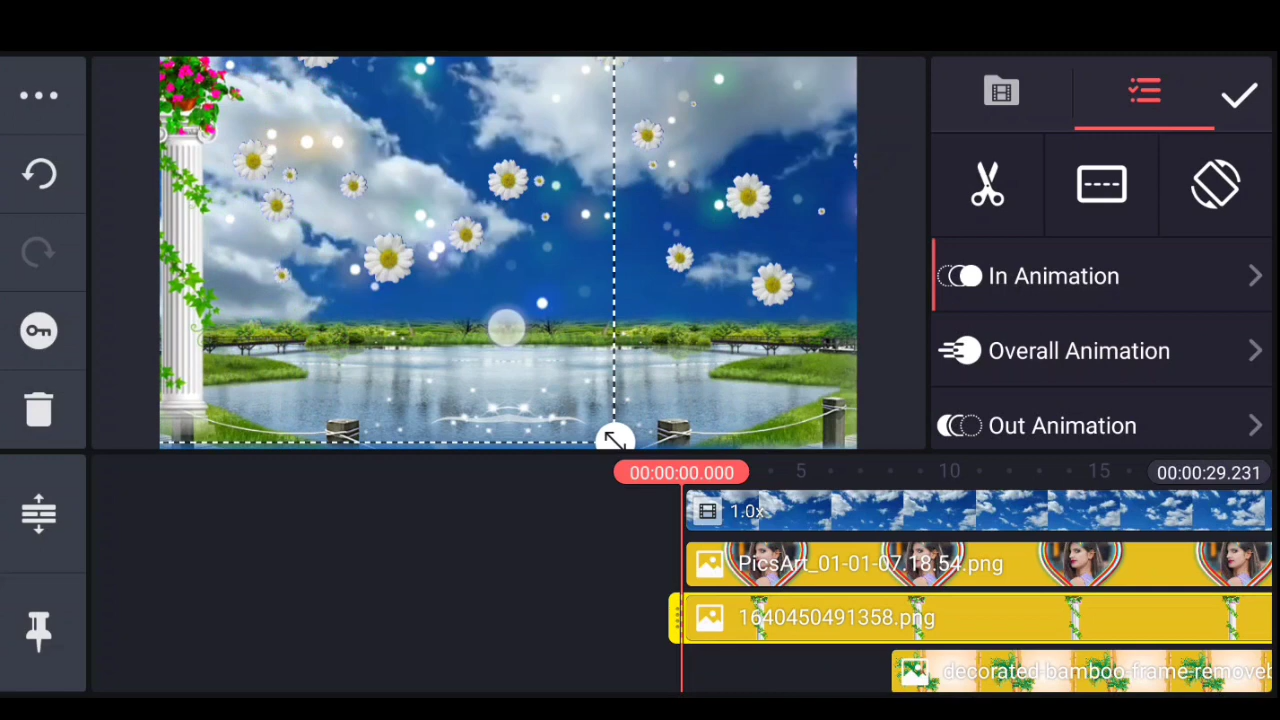 In Animation
Overall Animation
Out Animation
00:00:00.000
5
10
15
00:00:29.231
1.0x
PicsArt_01-01-07.18.54.png
1640450491358.png
decorated-bamboo-frame-removeb